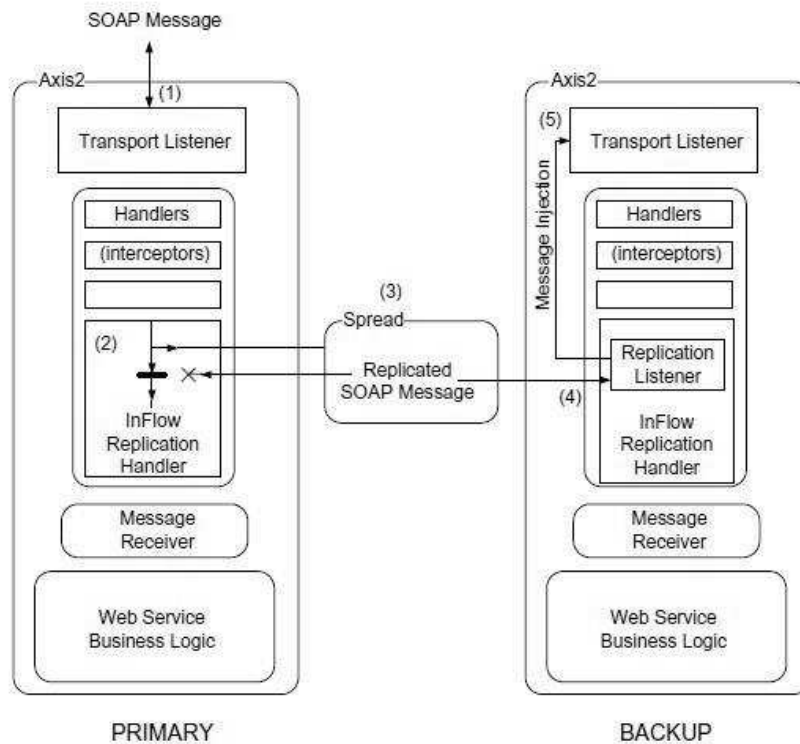 SOAP Message
Axis2
(1)
Transport Listener
Handlers
(interceptors)
(2)
InFlow
Replication
Handler
Message
Receiver
Web Service
Business Logic
PRIMARY
(3)
Spread
Replicated
SOAP Message
(4)
Axis2
(5)
Transport Listener
Message Injection
Handlers
(interceptors)
Replication
Listener
InFlow
Replication
Handler
Message
Receiver
Web Service
Business Logic
BACKUP